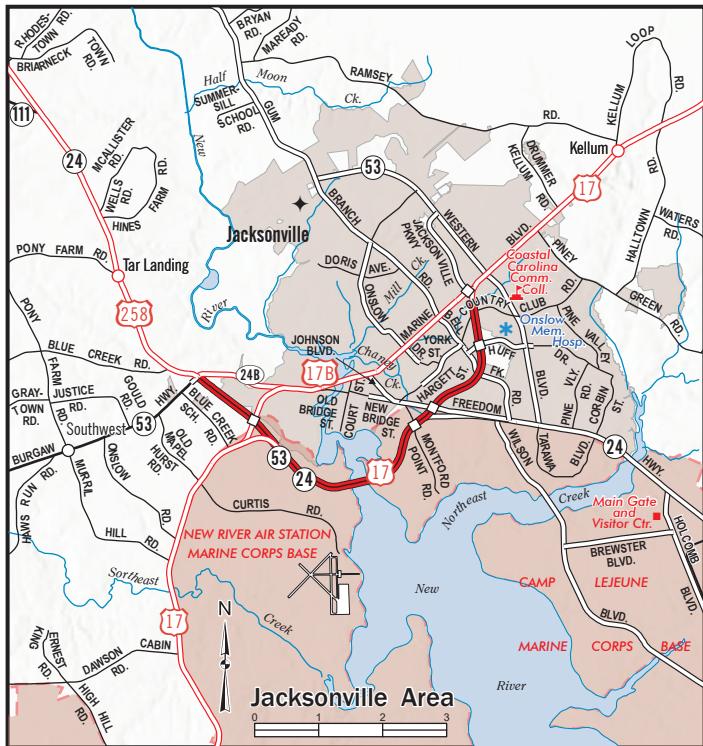 RHODES-
TOWN RD.
BRIARNECK
TOWN
RD.
BRYAN
RD.
MAREADY
RD.
Half Moon
Ck.
RAMSEY
RD.
KELLUM
LOOP
RD.
SUMMER-
SILL
SCHOOL
RD.
GUM
BRANCH
RD.
111
24
MCALLISTER
RD.
WELLS
RD.
HINES
FARM
RD.
New
River
53
Kellum
DRUMMER
KELLUM
RD.
17
WESTERN
BLVD.
HALLTOWN
RD.
WATERS
RD.
PINEY
GREEN
RD.
Jacksonville
JACKSONVILLE
PKWY.
Coastal
Carolina
Comm.
Coll.
PONY FARM RD.
Tar Landing
DORIS AVE.
ONSLOW
DR.
Mill Ck.
MARINE
BLVD.
BELL
FORK
RD.
COUNTRY
CLUB
RD.
Onslow
Mem.
Hosp.
PINE VALLEY
258
PONY
FARM
RD.
BLUE CREEK RD.
JOHNSON
BLVD.
Chaney
Ck.
YORK
ST.
HARGETT
ST.
HUFF
DR.
24B
17B
GRAY-
TOWN RD.
JUSTICE
RD.
GOULD
RD.
HWY.
BLUE CREEK
SCH. RD.
OLD
BRIDGE
ST.
COURT
ST.
NEW
BRIDGE
ST.
FREEDOM
PINE
VLY.
RD.
CORBIN
ST.
53
Southwest
OLD
MAPLE
HURST
RD.
BURGAW
MURRILL
HILL RD.
ONSLOW
HAWS RUN RD.
53
24
17
MONTFORD
POINT RD.
WILSON
BLVD.
TARAWA
BLVD.
24
HWY.
CURTIS
RD.
Northeast
Creek
Main Gate
and
Visitor Ctr.
HOLCOMB
BLVD.
NEW RIVER AIR STATION
MARINE CORPS BASE
BREWSTER
BLVD.
New
River
CAMP LEJEUNE
MARINE CORPS BASE
Southwest
Creek
17
KING
ERNEST
RD.
HIGH HILL
RD.
DAWSON CABIN
RD.
N
Jacksonville Area
0 1 2 3